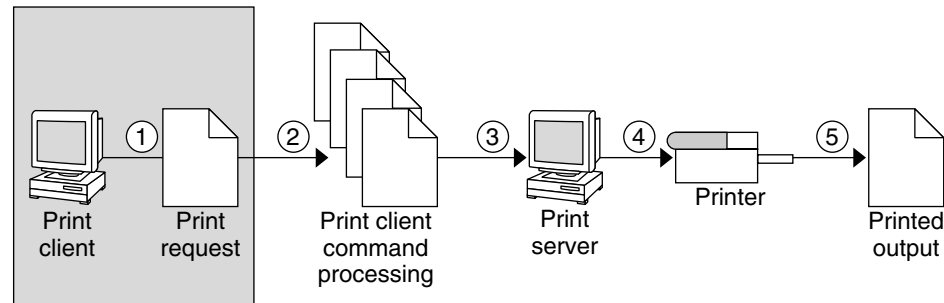 1
2
3
4
5
Print
client
Print
request
Print client
command
processing
Print
server
Printer
Printed
output